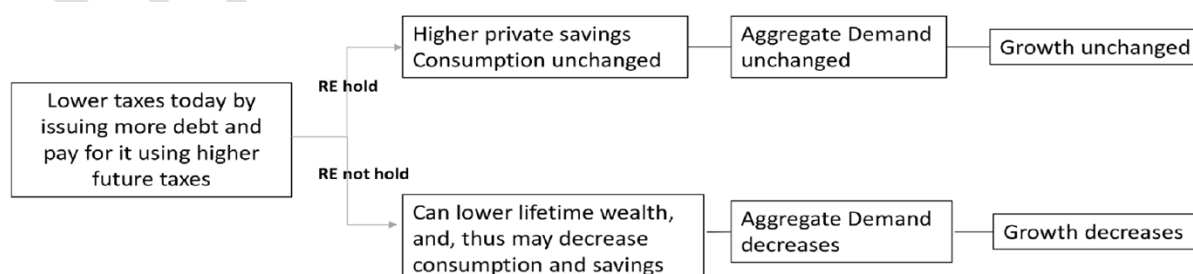 Higher private savings
Consumption unchanged
Aggregate Demand
unchanged
Growth unchanged
RE hold
Lower taxes today by
issuing more debt and
pay for it using higher
future taxes
RE not hold
Can lower lifetime wealth,
and, thus may decrease
consumption and savings
Aggregate Demand
decreases
Growth decreases